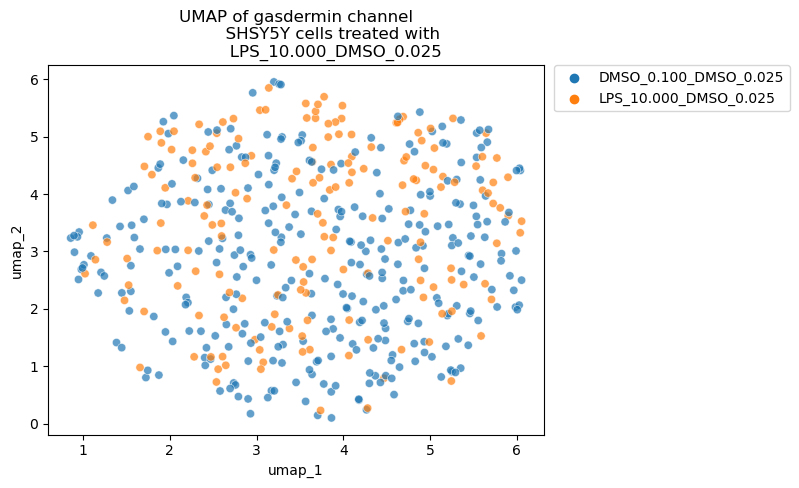 UMAP of gasdermin channel
SHSY5Y cells treated with
LPS_10.000_DMSO_0.025
DMSO_0.100_DMSO_0.025
LPS_10.000_DMSO_0.025
umap_2
6
5
4
3
2
1
0
1 2 3 4 5 6
umap_1